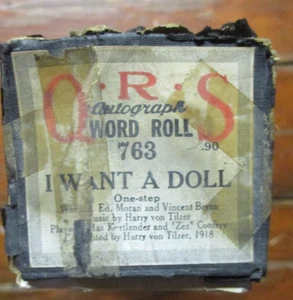 Q·R·S
Autograph
WORD ROLL
763 .90
I WANT A DOLL
One-step
Ed. Moran and Vincent Bryan
Music by Harry von Tilzer
Max Kortlander and "Zez" Confrey
by Harry von Tilzer, 1918